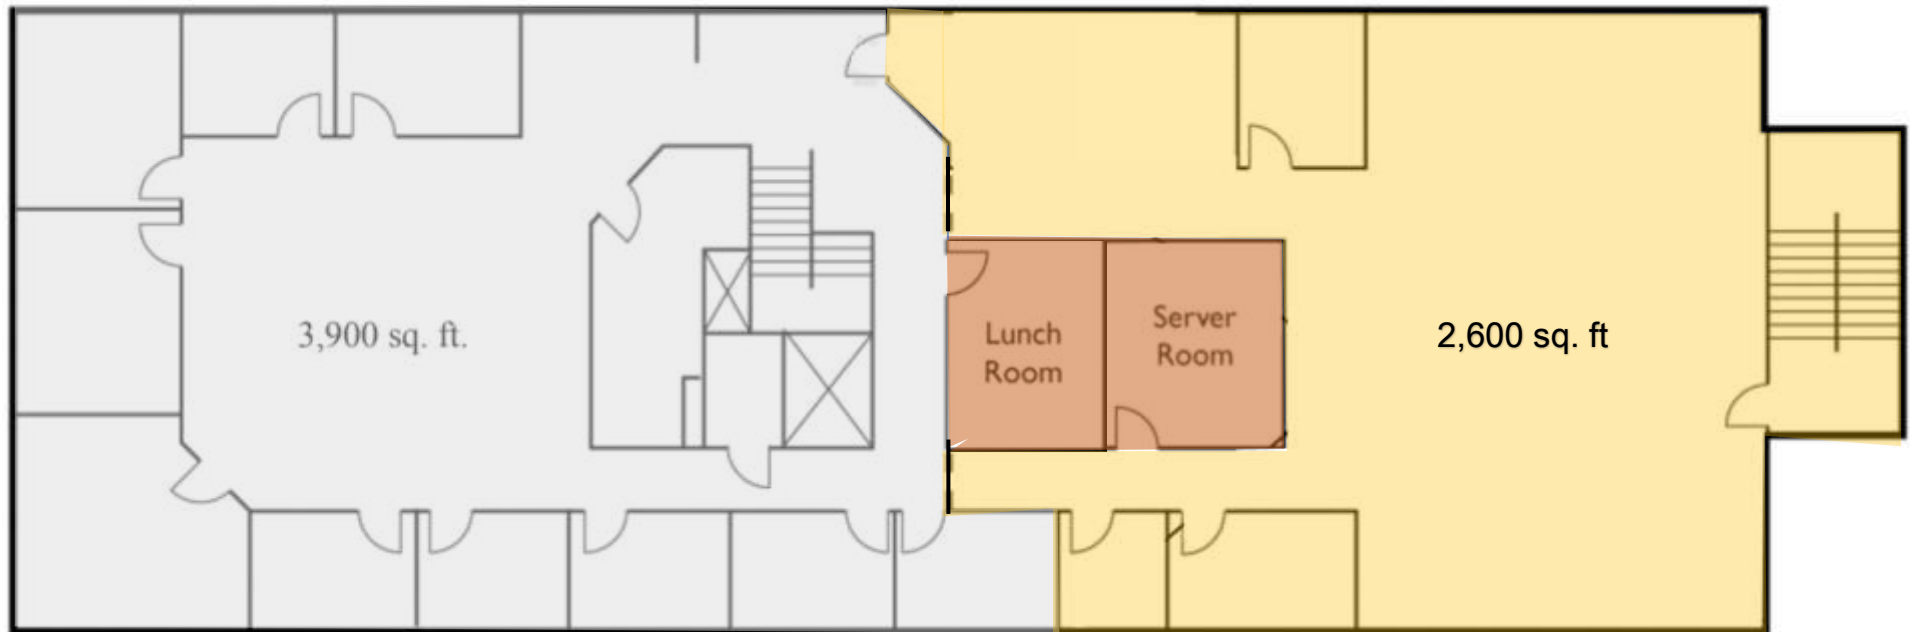 3,900 sq. ft.
Lunch
Room
Server
Room
2,600 sq. ft